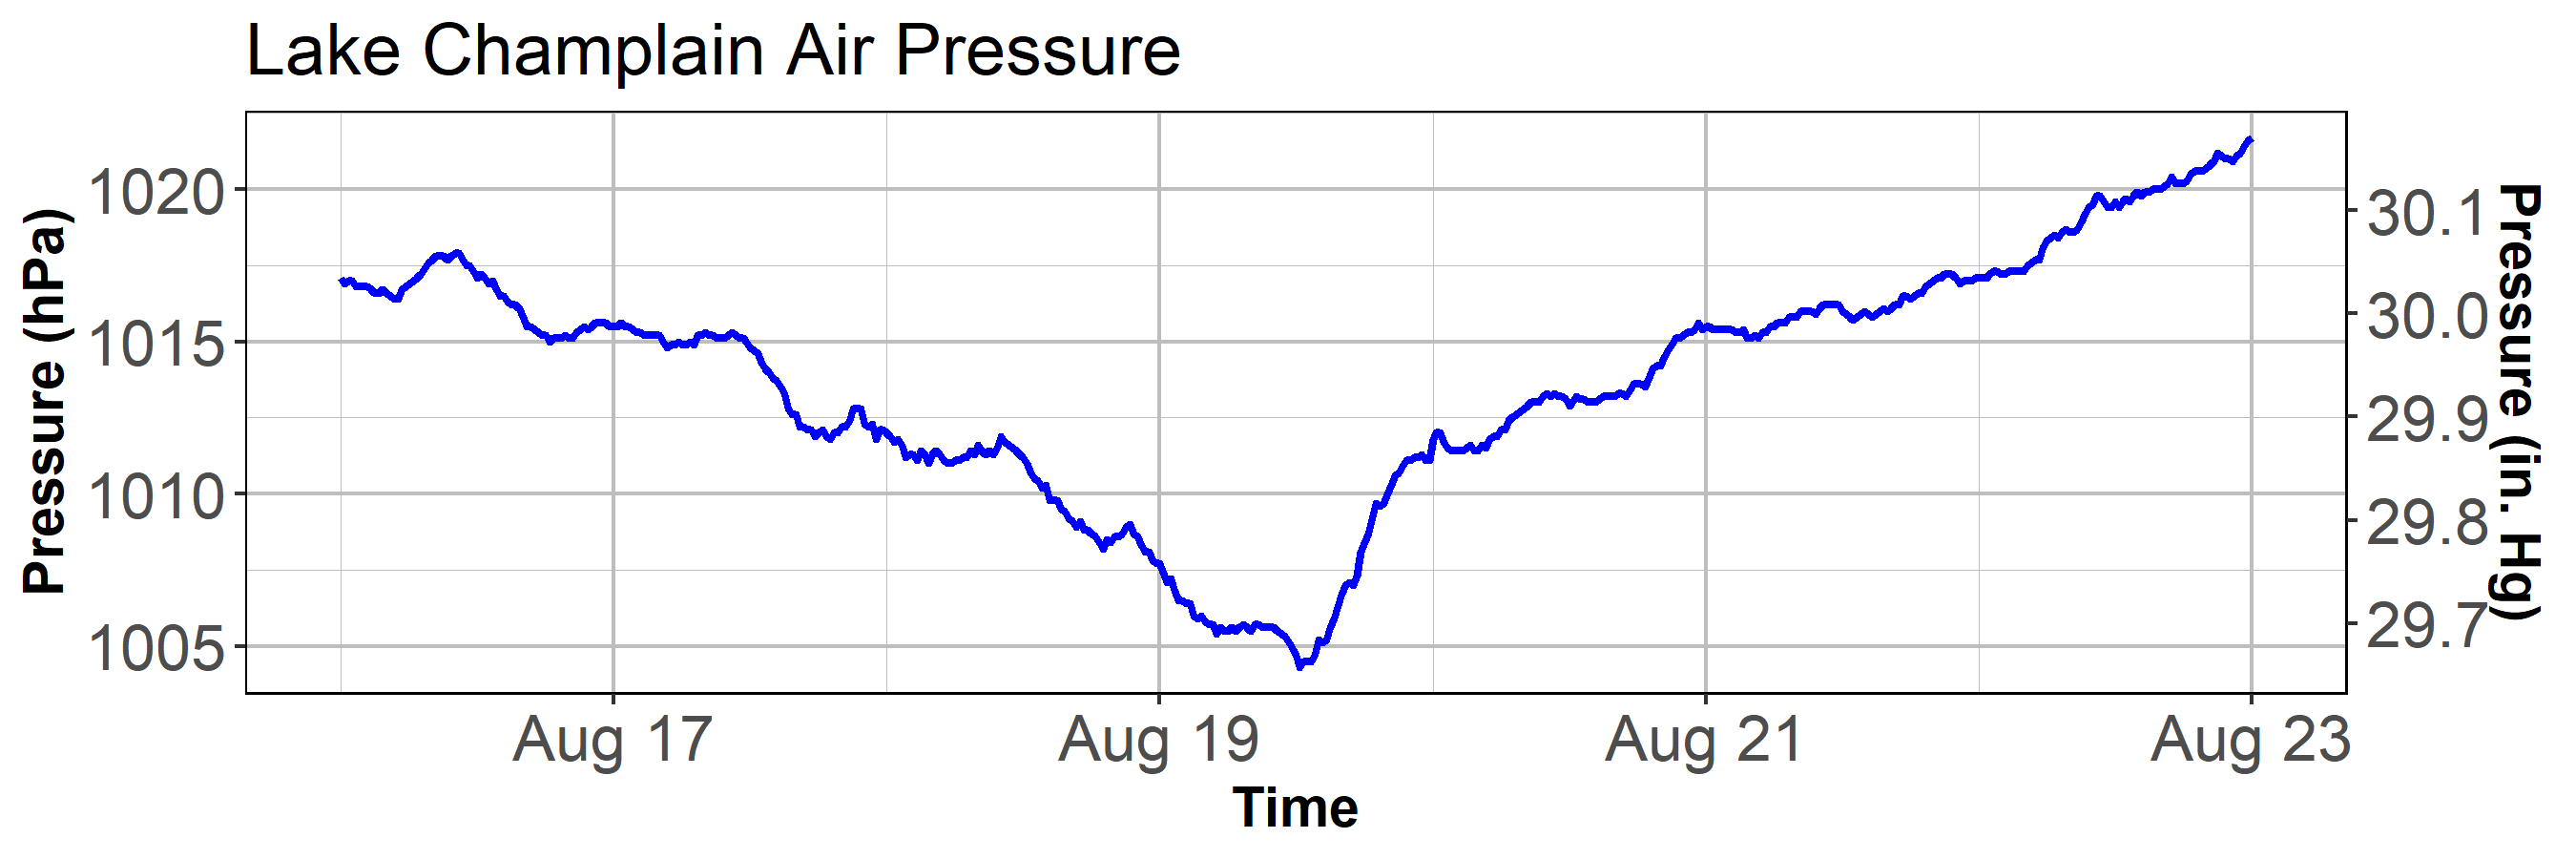 Lake Champlain Air Pressure
Pressure (hPa)
1020
1015
1010
1005
30.1
30.0
29.9
29.8
29.7
Pressure (in. Hg)
Aug 17
Aug 19
Aug 21
Aug 23
Time